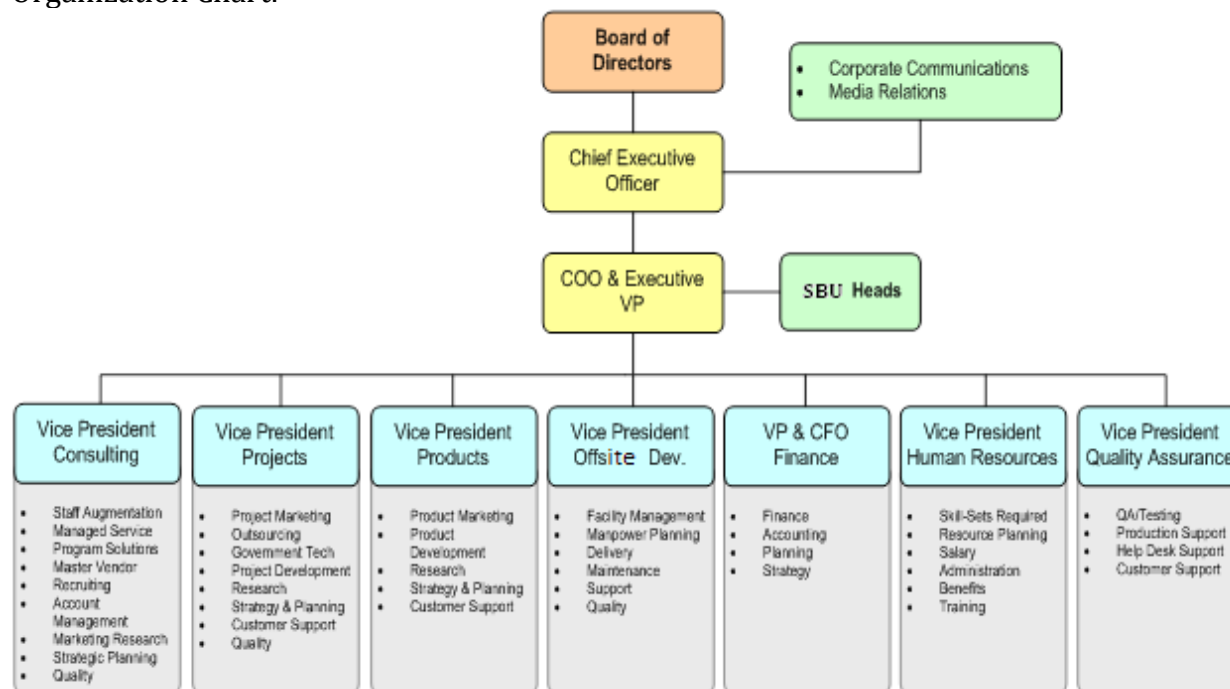 Organization Chart.
Board of
Directors
• Corporate Communications
• Media Relations
Chief Executive
Officer
COO & Executive
VP
SBU Heads
Vice President
Consulting
• Staff Augmentation
• Managed Service
• Program Solutions
• Master Vendor
• Recruiting
• Account
Management
• Marketing Research
• Strategic Planning
• Quality
Vice President
Projects
• Project Marketing
• Outsourcing
• Government Tech
• Project Development
• Research
• Strategy & Planning
• Customer Support
• Quality
Vice President
Products
• Product Marketing
• Product
Development
• Research
• Strategy & Planning
• Customer Support
Vice President
Offsite Dev.
• Facility Management
• Manpower Planning
• Delivery
• Maintenance
• Support
• Quality
VP & CFO
Finance
• Finance
• Accounting
• Planning
• Strategy
Vice President
Human Resources
• Skill-Sets Required
• Resource Planning
• Salary
• Administration
• Benefits
• Training
Vice President
Quality Assurance
• QA/Testing
• Production Support
• Help Desk Support
• Customer Support